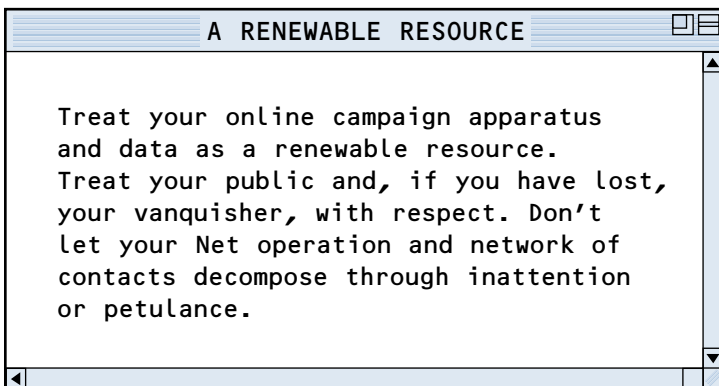 A RENEWABLE RESOURCE
Treat your online campaign apparatus
and data as a renewable resource.
Treat your public and, if you have lost,
your vanquisher, with respect. Don’t
let your Net operation and network of
contacts decompose through inattention
or petulance.